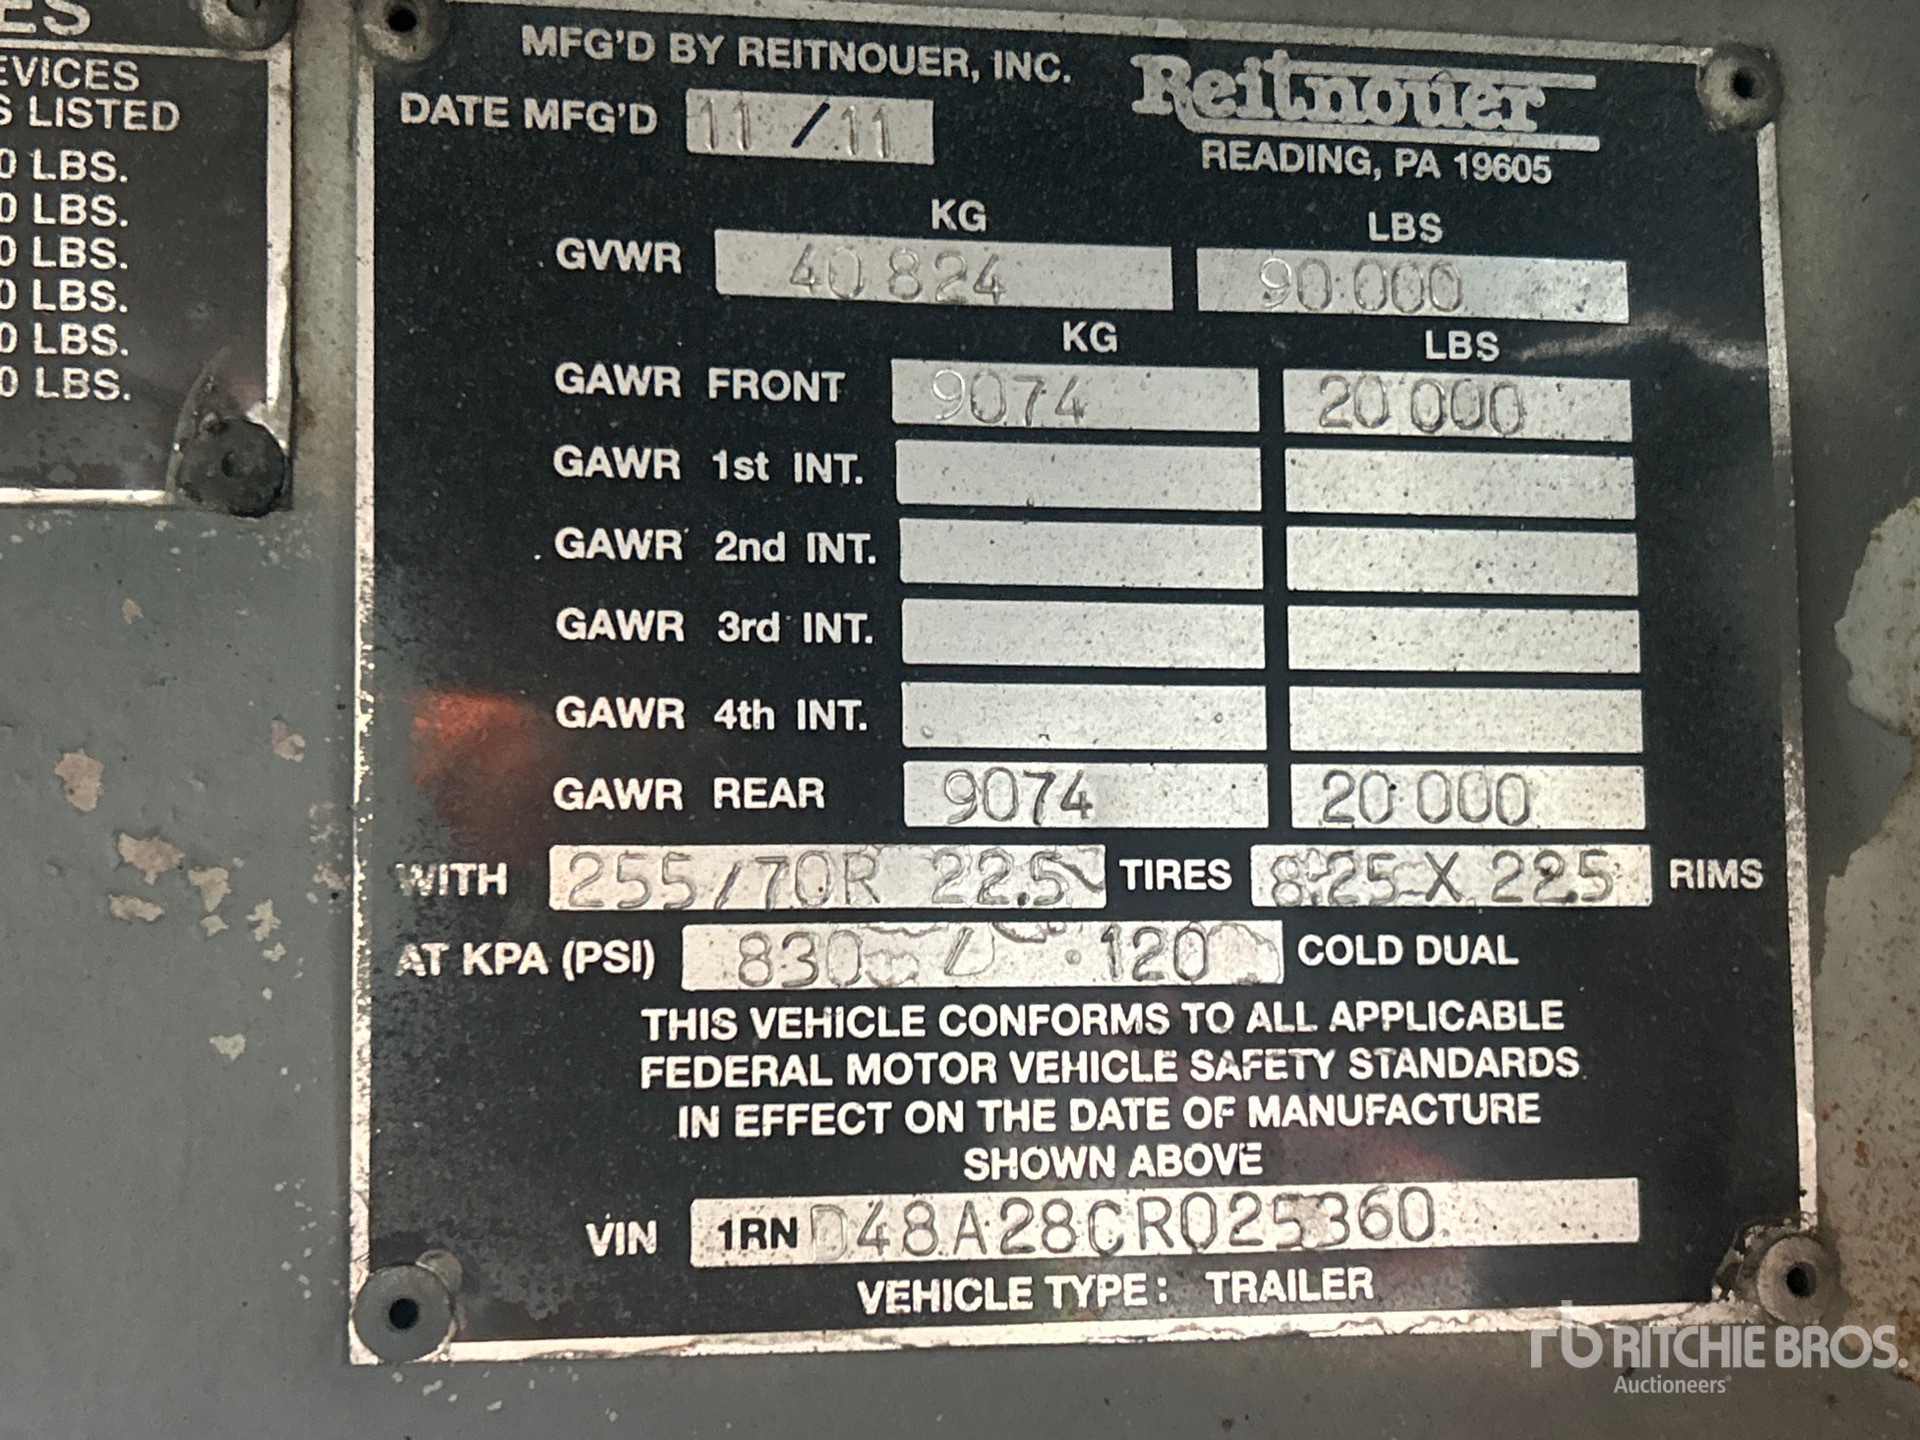 ES
EVICES
S LISTED
0 LBS.
0 LBS.
0 LBS.
0 LBS.
0 LBS.
0 LBS.
MFG'D BY REITNOUER, INC.
Reitnouer
DATE MFG'D 11/11
READING, PA 19605
KG LBS
GVWR 40 824 90 000
KG LBS
GAWR FRONT 9074 20 000
GAWR 1st INT.
GAWR 2nd INT.
GAWR 3rd INT.
GAWR 4th INT.
GAWR REAR 9074 20 000
WITH 255/70R 22.5 TIRES 8.25 X 22.5 RIMS
AT KPA (PSI) 830 / 120 COLD DUAL
THIS VEHICLE CONFORMS TO ALL APPLICABLE
FEDERAL MOTOR VEHICLE SAFETY STANDARDS
IN EFFECT ON THE DATE OF MANUFACTURE
SHOWN ABOVE
VIN 1RND48A28CR025360
VEHICLE TYPE: TRAILER
rb RITCHIE BROS.
Auctioneers